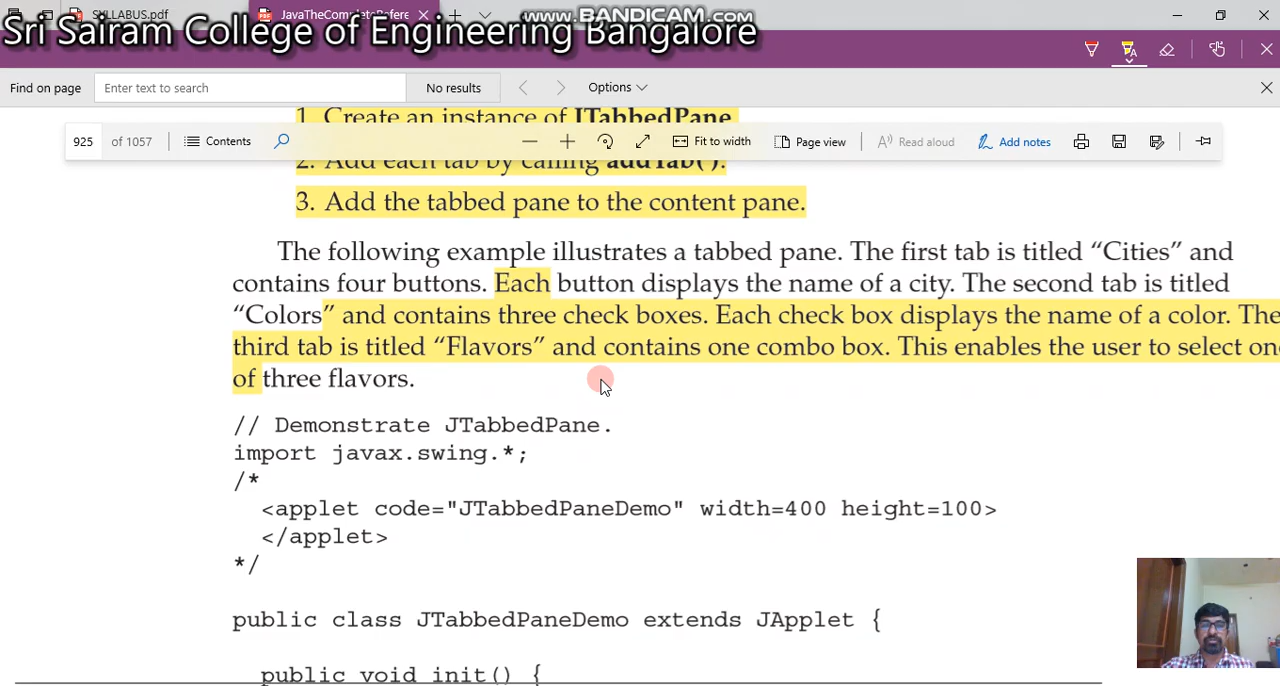 SYLLABUS.pdf
JavaTheCompleteRefere
www.BANDICAM.com
Sri Sairam College of Engineering Bangalore
Find on page
Enter text to search
No results
Options
1. Create an instance of JTabbedPane.
925 of 1057
Contents
Fit to width
Page view
Read aloud
Add notes
2. Add each tab by calling addTab( ).
3. Add the tabbed pane to the content pane.
The following example illustrates a tabbed pane. The first tab is titled “Cities” and
contains four buttons. Each button displays the name of a city. The second tab is titled
“Colors” and contains three check boxes. Each check box displays the name of a color. The
third tab is titled “Flavors” and contains one combo box. This enables the user to select on
of three flavors.
// Demonstrate JTabbedPane.
import javax.swing.*;
/*
<applet code="JTabbedPaneDemo" width=400 height=100>
</applet>
*/
public class JTabbedPaneDemo extends JApplet {
public void init() {